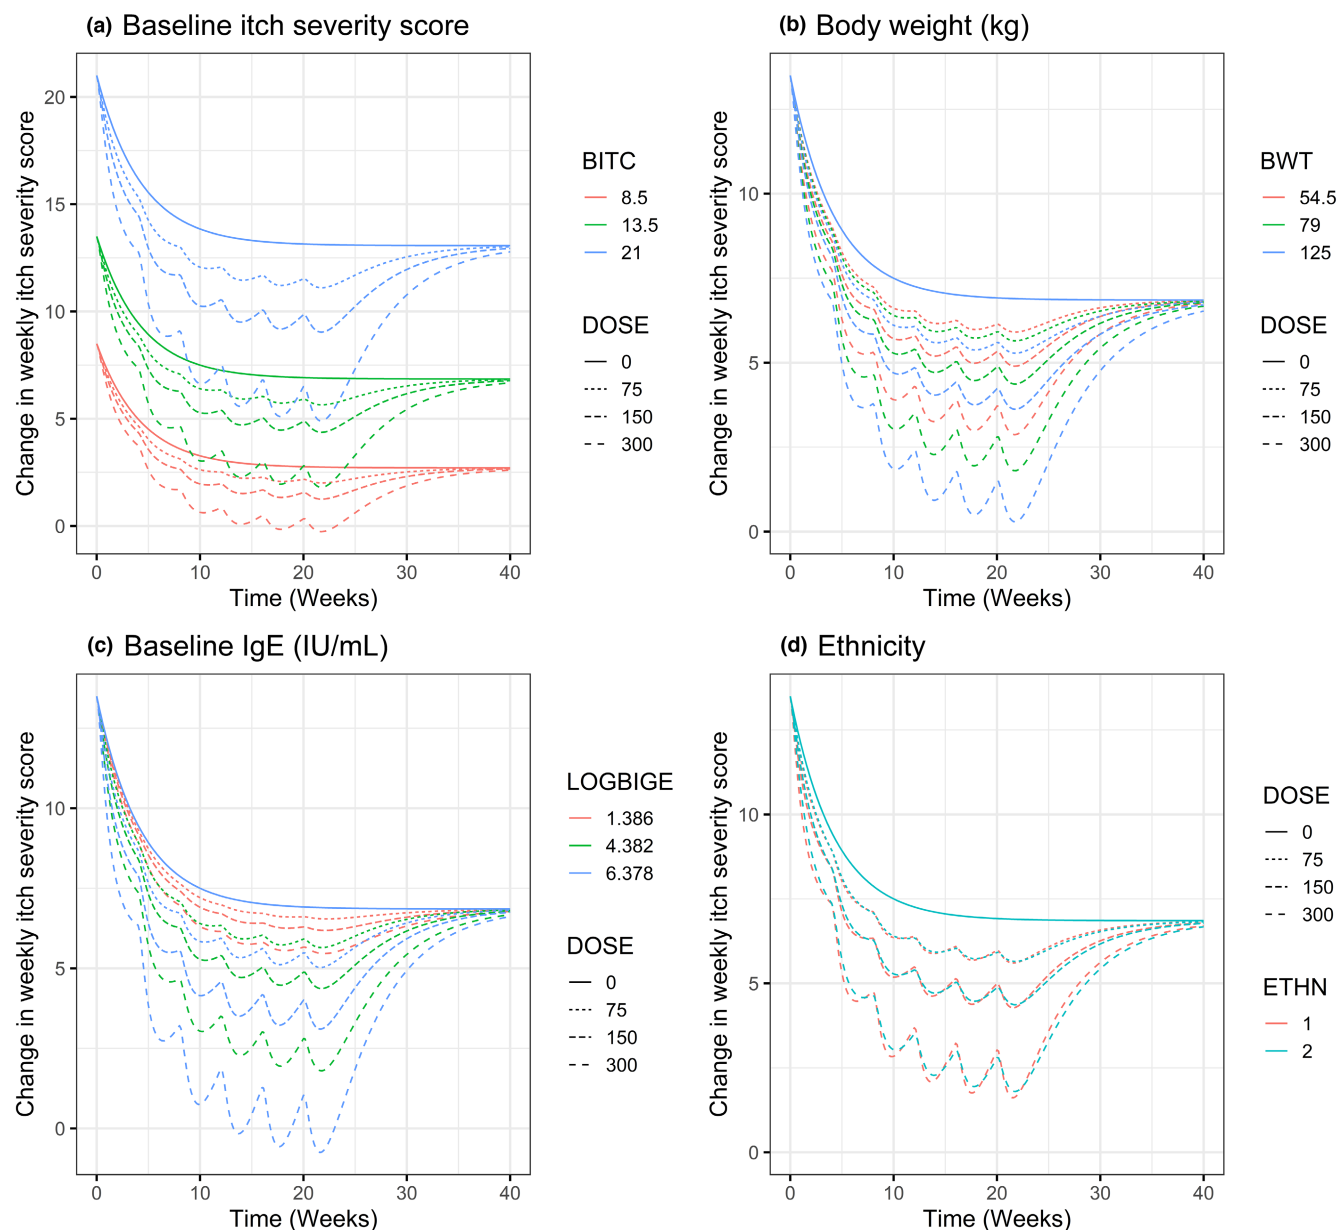 (a) Baseline itch severity score
Change in weekly itch severity score
20
15
10
5
0
0 10 20 30 40
Time (Weeks)
BITC
8.5
13.5
21
DOSE
0
75
150
300
(b) Body weight (kg)
Change in weekly itch severity score
10
5
0
0 10 20 30 40
Time (Weeks)
BWT
54.5
79
125
DOSE
0
75
150
300
(c) Baseline IgE (IU/mL)
Change in weekly itch severity score
10
5
0
0 10 20 30 40
Time (Weeks)
LOGBIGE
1.386
4.382
6.378
DOSE
0
75
150
300
(d) Ethnicity
Change in weekly itch severity score
10
5
0
0 10 20 30 40
Time (Weeks)
DOSE
0
75
150
300
ETHN
1
2